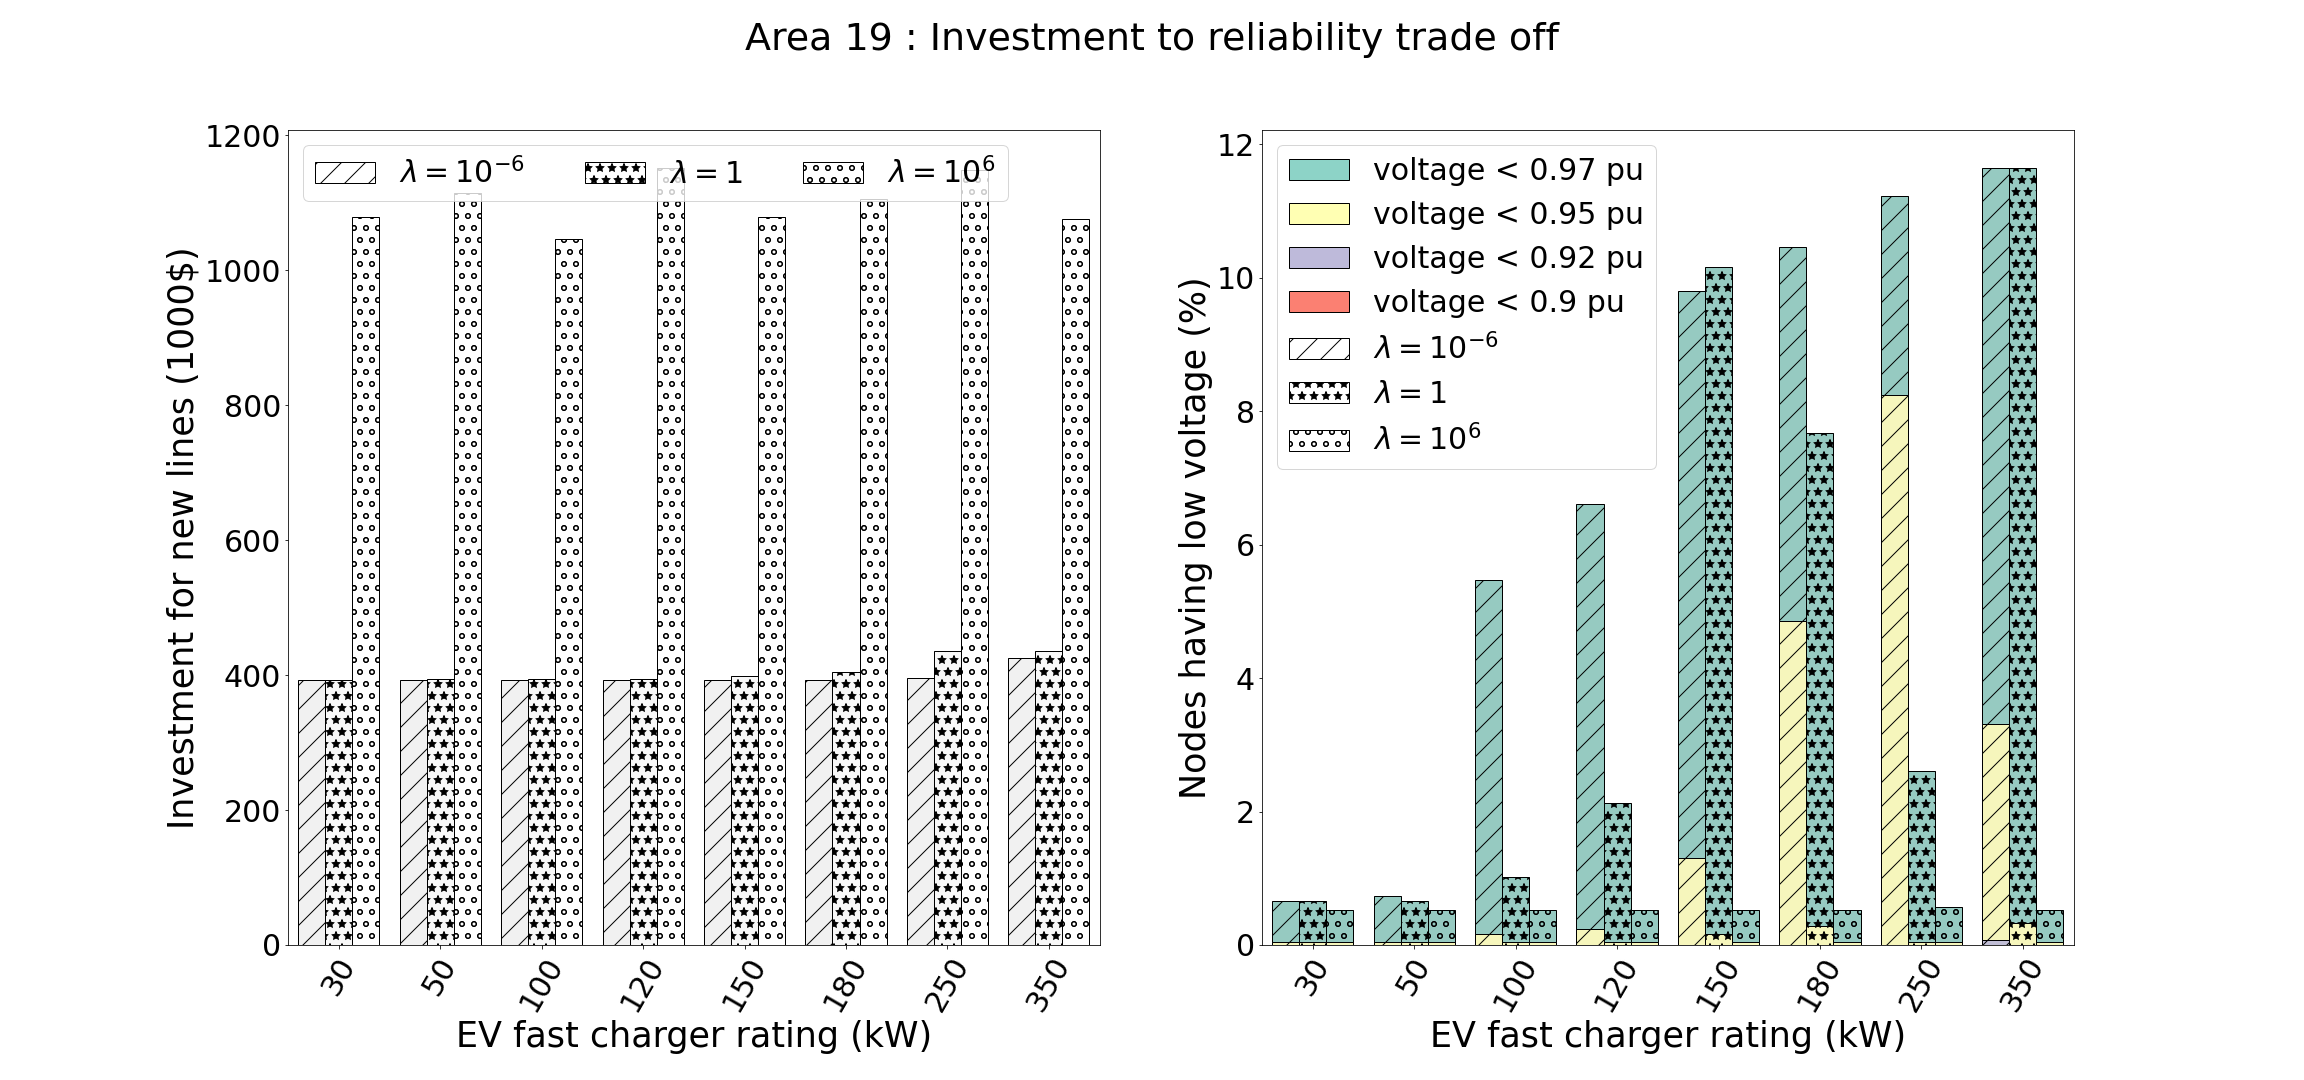 Area 19 : Investment to reliability trade off
Investment for new lines (1000$)
1200
1000
800
600
400
200
0
λ = 10⁻⁶
λ = 1
λ = 10⁶
30
50
100
120
150
180
250
350
EV fast charger rating (kW)
Nodes having low voltage (%)
12
10
8
6
4
2
0
voltage < 0.97 pu
voltage < 0.95 pu
voltage < 0.92 pu
voltage < 0.9 pu
λ = 10⁻⁶
λ = 1
λ = 10⁶
30
50
100
120
150
180
250
350
EV fast charger rating (kW)